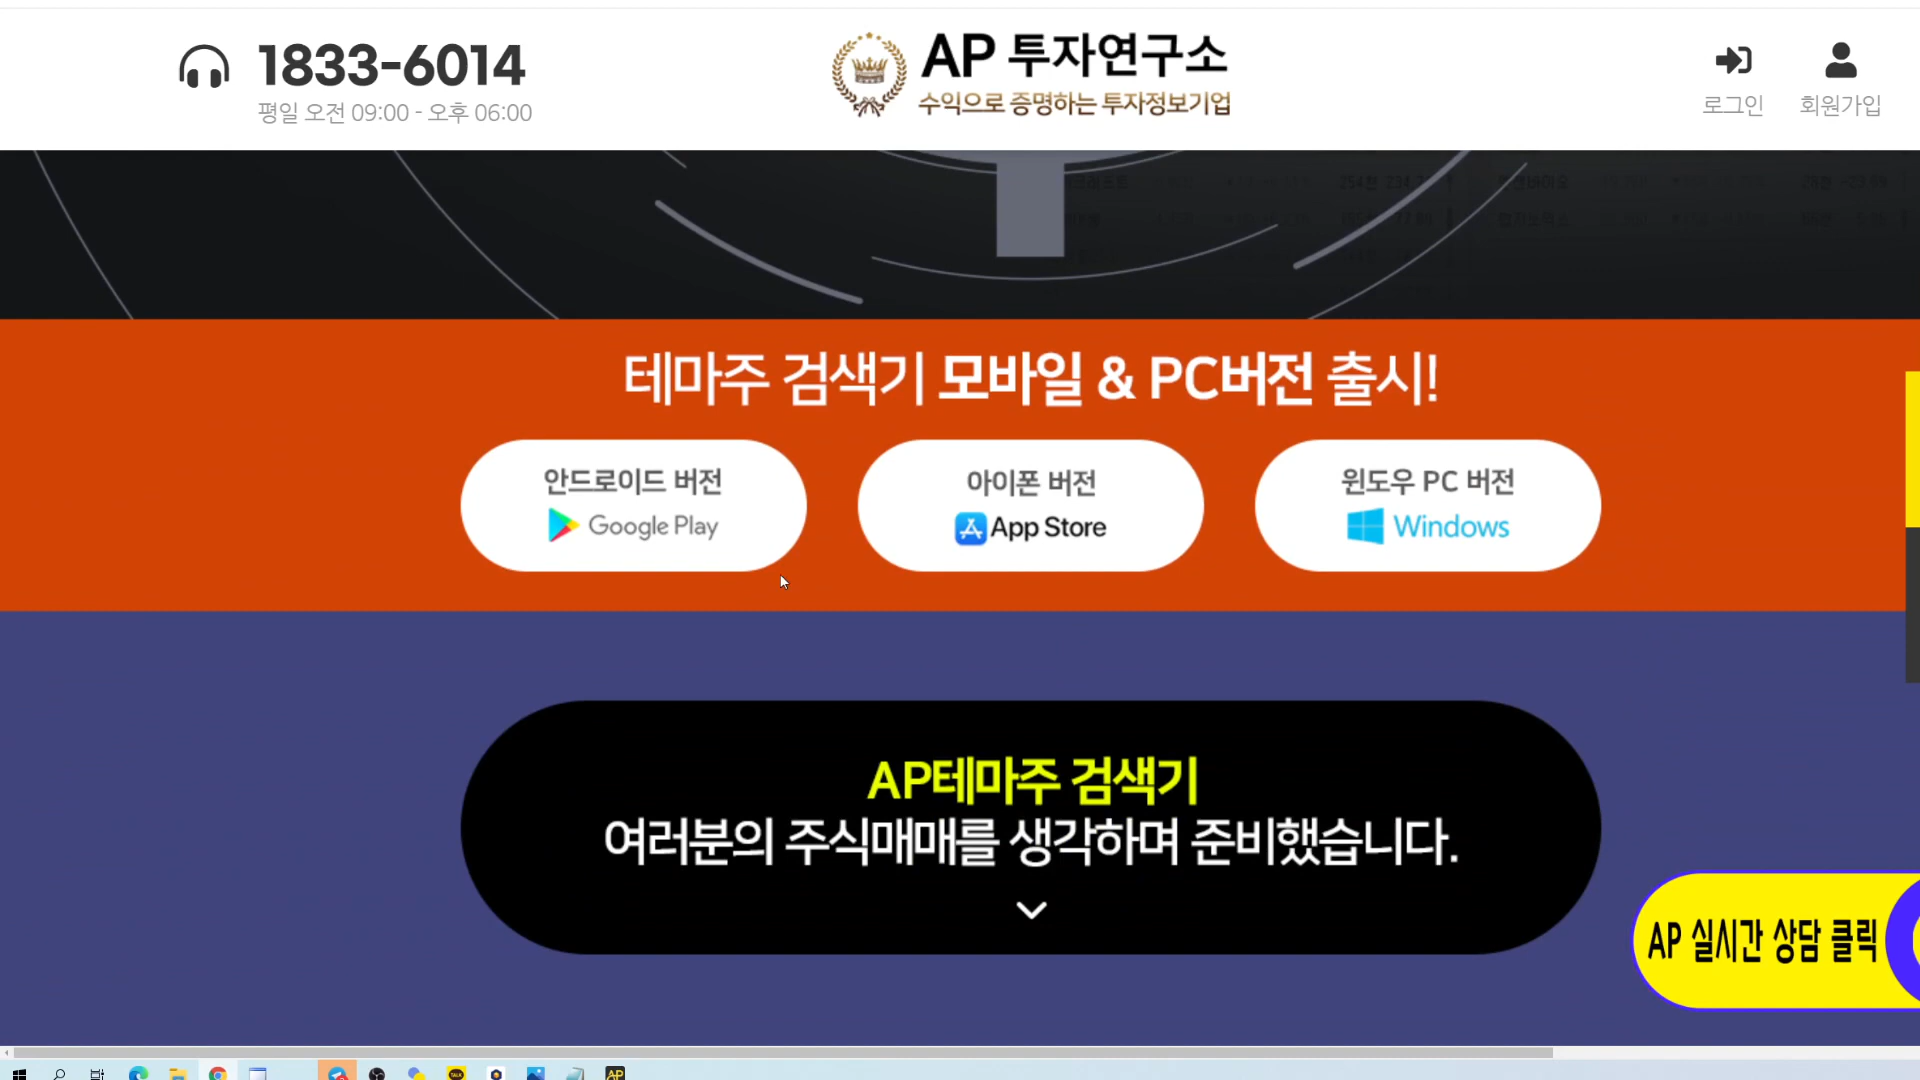 1833-6014
평일 오전 09:00 - 오후 06:00
AP 투자연구소
수익으로 증명하는 투자정보기업
로그인
회원가입
테마주 검색기 모바일 & PC버전 출시!
안드로이드 버전
Google Play
아이폰 버전
App Store
윈도우 PC 버전
Windows
AP테마주 검색기
여러분의 주식매매를 생각하며 준비했습니다.
AP 실시간 상담 클릭
TALK
AP